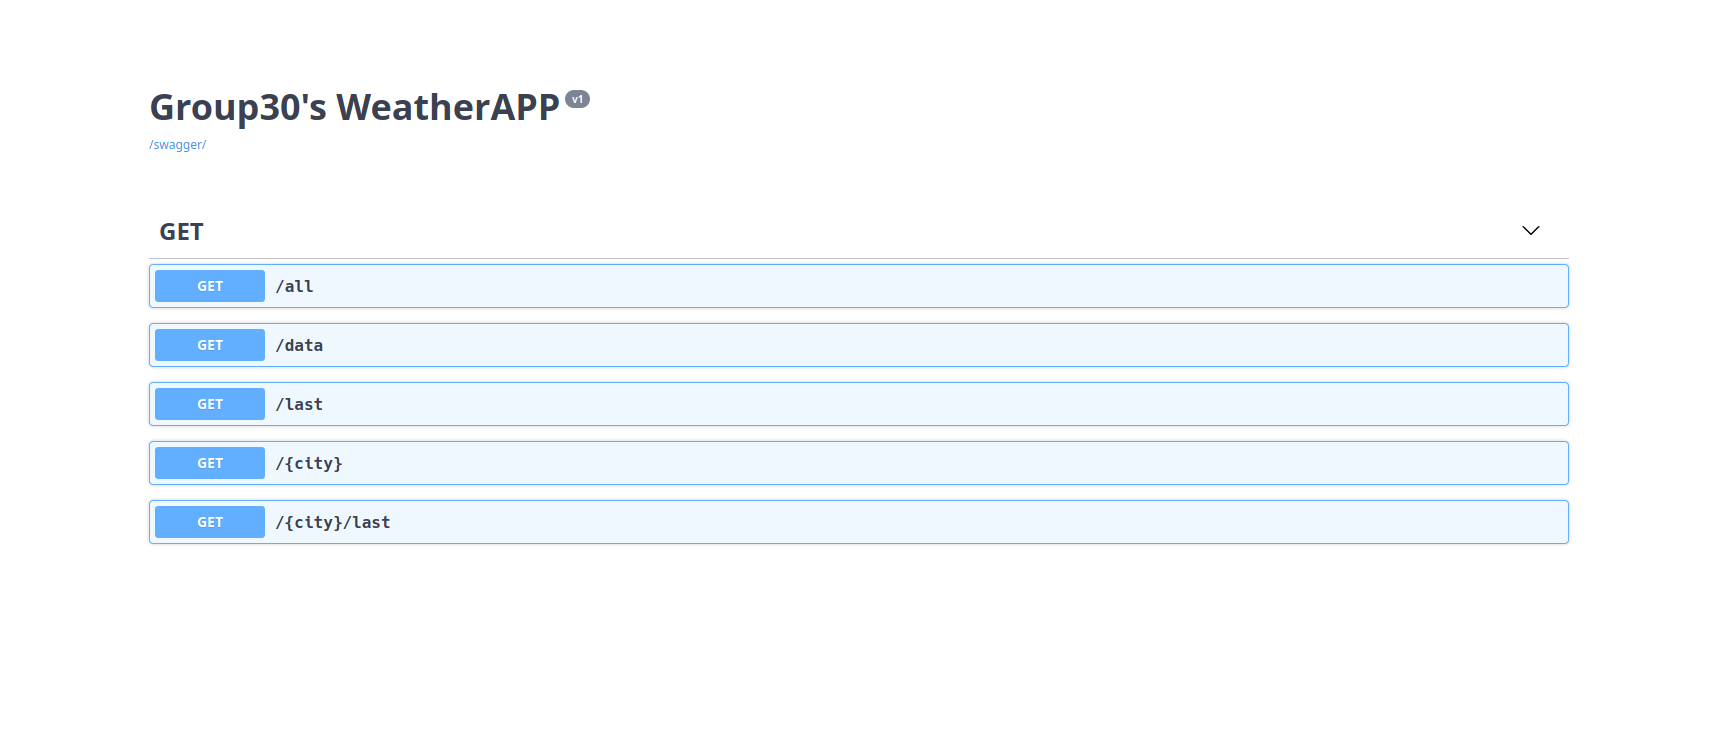 Group30's WeatherAPP v1
/swagger/
GET
GET /all
GET /data
GET /last
GET /{city}
GET /{city}/last